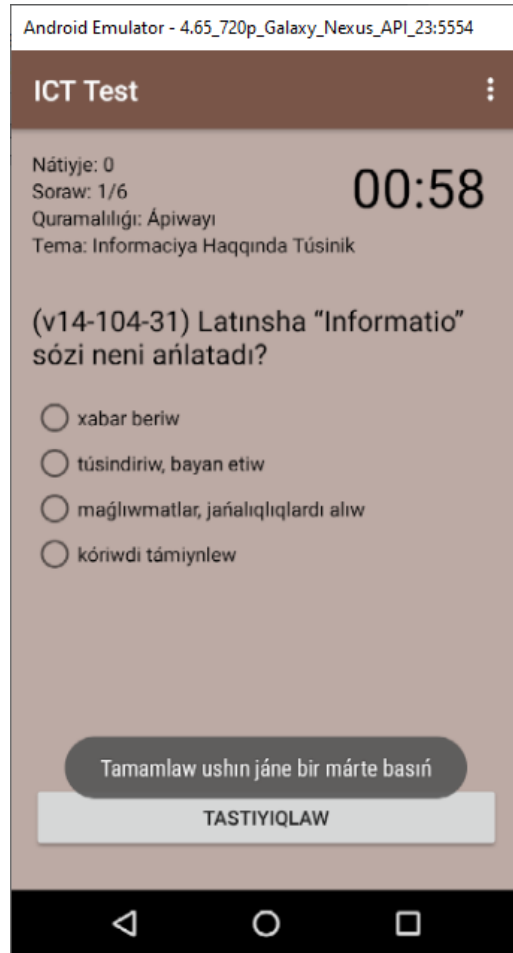 Android Emulator - 4.65_720p_Galaxy_Nexus_API_23:5554
ICT Test
Nátiyje: 0
00:58
Soraw: 1/6
Quramalılıǵı: Ápiwayı
Tema: Informaciya Haqqında Túsinik
(v14-104-31) Latınsha “Informatio”
sózi neni ańlatadı?
xabar beriw
túsindiriw, bayan etiw
maǵlıwmatlar, jańalıqlıqlardı alıw
kóriwdi támiynlew
Tamamlaw ushın jáne bir márte basıń
TASTIYIQLAW